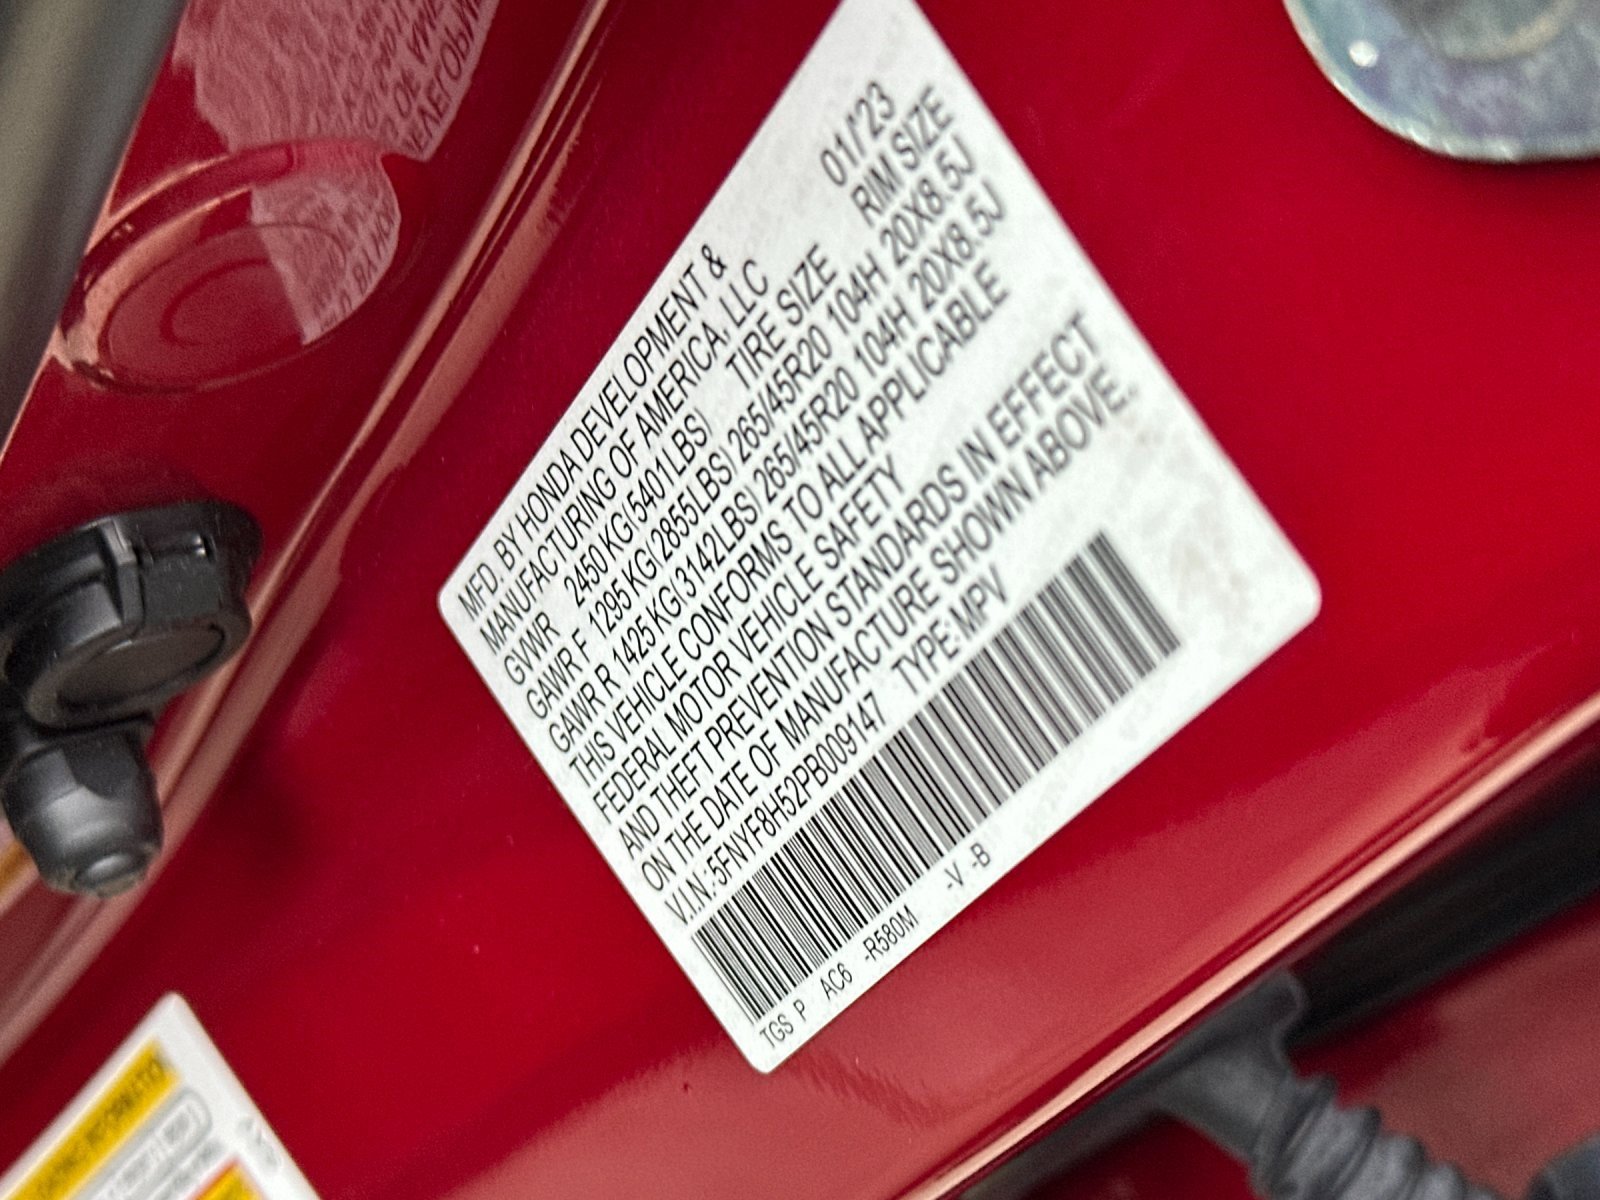 MFD. BY HONDA DEVELOPMENT &
MANUFACTURING OF AMERICA, LLC 01/'23
GVWR 2450 KG(5401LBS) TIRE SIZE RIM SIZE
GAWR F 1295 KG(2855LBS) 265/45R20 104H 20X8.5J
GAWR R 1425 KG(3142LBS) 265/45R20 104H 20X8.5J
THIS VEHICLE CONFORMS TO ALL APPLICABLE
FEDERAL MOTOR VEHICLE SAFETY
AND THEFT PREVENTION STANDARDS IN EFFECT
ON THE DATE OF MANUFACTURE SHOWN ABOVE.
V.I.N.:5FNYF8H52PB009147 TYPE:MPV
TGS P AC6 -R580M -V -B